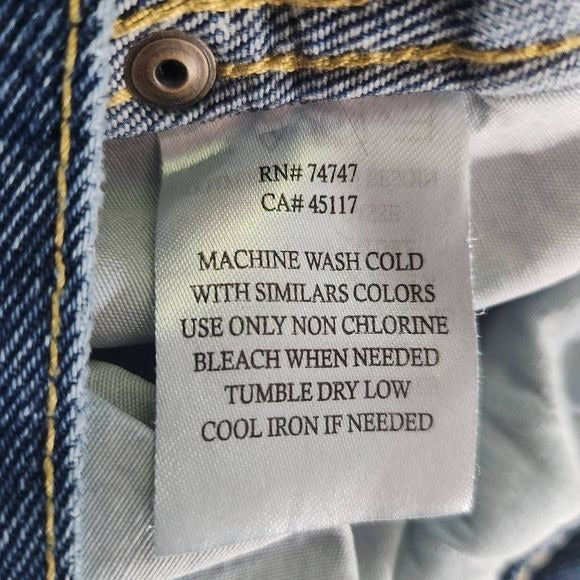 RN# 74747
CA# 45117
MACHINE WASH COLD
WITH SIMILARS COLORS
USE ONLY NON CHLORINE
BLEACH WHEN NEEDED
TUMBLE DRY LOW
COOL IRON IF NEEDED